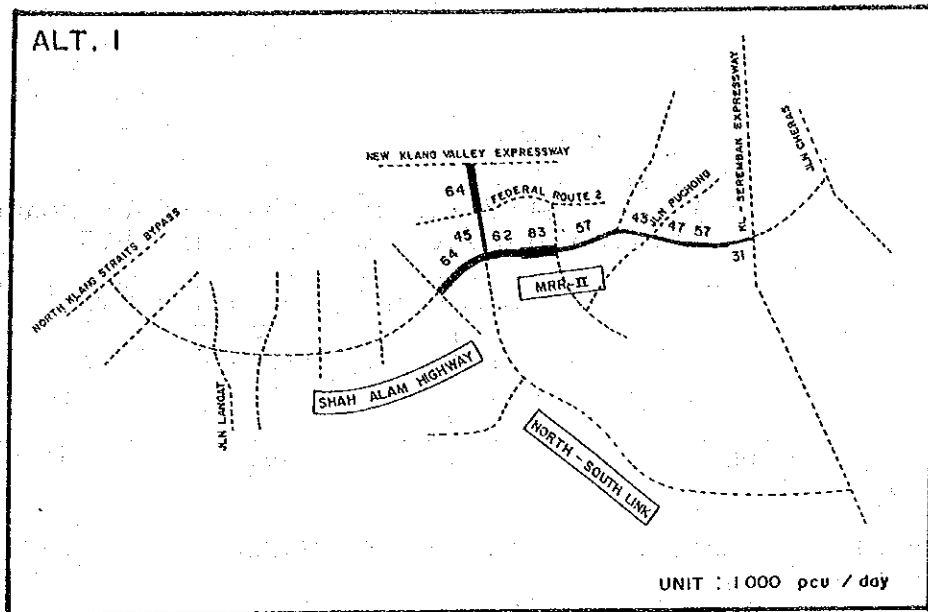 ALT. 1
NEW KLANG VALLEY EXPRESSWAY
64
FEDERAL ROUTE 2
KL - SEREMBAN EXPRESSWAY
JLN CHERAS
JLN PUCHONG
NORTH KLANG STRAITS BYPASS
45
64
62
83
57
43
47
57
31
MRR-II
SHAH ALAM HIGHWAY
JLN LANGAT
NORTH - SOUTH LINK
UNIT : 1000 pcu / day